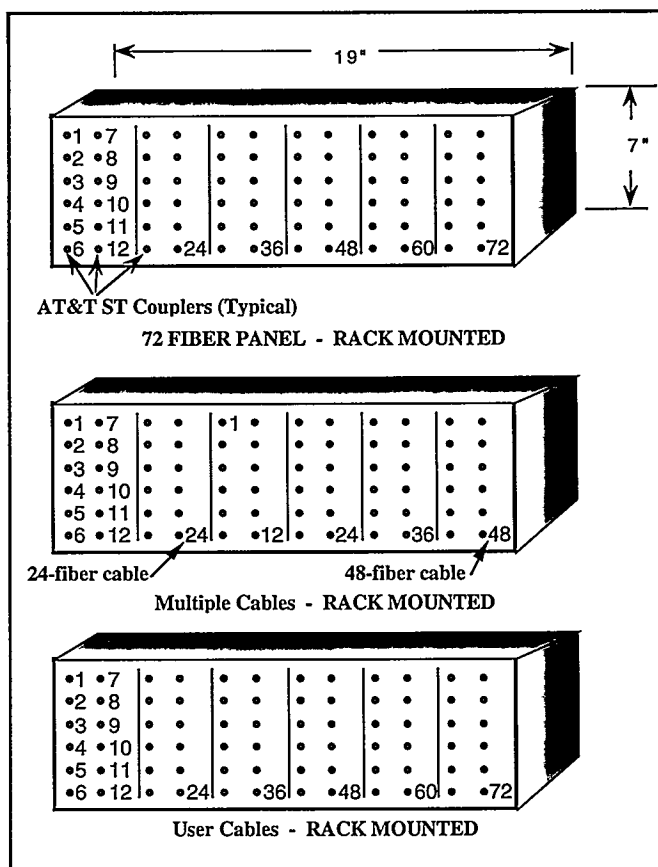 19"
7"
1 7
2 8
3 9
4 10
5 11
6 12 24 36 48 60 72
AT&T ST Couplers (Typical)
72 FIBER PANEL - RACK MOUNTED
1 7 1
2 8
3 9
4 10
5 11
6 12 24 12 24 36 48
24-fiber cable 48-fiber cable
Multiple Cables - RACK MOUNTED
1 7
2 8
3 9
4 10
5 11
6 12 24 36 48 60 72
User Cables - RACK MOUNTED